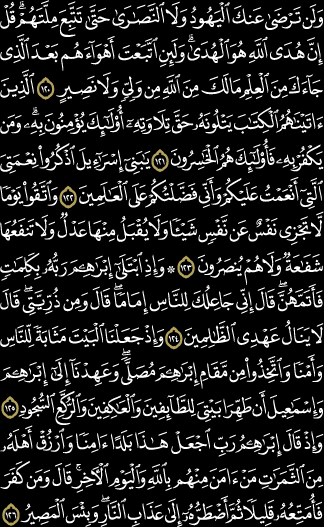 وَلَن تَرْضَىٰ عَنكَ ٱلْيَهُودُ وَلَا ٱلنَّصَٰرَىٰ حَتَّىٰ تَتَّبِعَ مِلَّتَهُمْ ۗ قُلْ
إِنَّ هُدَى ٱللَّهِ هُوَ ٱلْهُدَىٰ ۗ وَلَئِنِ ٱتَّبَعْتَ أَهْوَآءَهُم بَعْدَ ٱلَّذِى
جَآءَكَ مِنَ ٱلْعِلْمِ ۙ مَا لَكَ مِنَ ٱللَّهِ مِن وَلِىٍّ وَلَا نَصِيرٍ ١٢٠ ٱلَّذِينَ
ءَاتَيْنَٰهُمُ ٱلْكِتَٰبَ يَتْلُونَهُۥ حَقَّ تِلَاوَتِهِۦٓ أُو۟لَٰٓئِكَ يُؤْمِنُونَ بِهِۦ ۗ وَمَن
يَكْفُرْ بِهِۦ فَأُو۟لَٰٓئِكَ هُمُ ٱلْخَٰسِرُونَ ١٢١ يَٰبَنِىٓ إِسْرَٰٓءِيلَ ٱذْكُرُوا۟ نِعْمَتِىَ
ٱلَّتِىٓ أَنْعَمْتُ عَلَيْكُمْ وَأَنِّى فَضَّلْتُكُمْ عَلَى ٱلْعَٰلَمِينَ ١٢٢ وَٱتَّقُوا۟ يَوْمًا
لَّا تَجْزِى نَفْسٌ عَن نَّفْسٍ شَيْـًٔا وَلَا يُقْبَلُ مِنْهَا عَدْلٌ وَلَا تَنفَعُهَا
شَفَٰعَةٌ وَلَا هُمْ يُنصَرُونَ ١٢٣ ۞ وَإِذِ ٱبْتَلَىٰٓ إِبْرَٰهِـۧمَ رَبُّهُۥ بِكَلِمَٰتٍ
فَأَتَمَّهُنَّ ۖ قَالَ إِنِّى جَاعِلُكَ لِلنَّاسِ إِمَامًا ۖ قَالَ وَمِن ذُرِّيَّتِى ۖ قَالَ
لَا يَنَالُ عَهْدِى ٱلظَّٰلِمِينَ ١٢٤ وَإِذْ جَعَلْنَا ٱلْبَيْتَ مَثَابَةً لِّلنَّاسِ
وَأَمْنًا وَٱتَّخِذُوا۟ مِن مَّقَامِ إِبْرَٰهِـۧمَ مُصَلًّى ۖ وَعَهِدْنَآ إِلَىٰٓ إِبْرَٰهِـۧمَ
وَإِسْمَٰعِيلَ أَن طَهِّرَا بَيْتِىَ لِلطَّآئِفِينَ وَٱلْعَٰكِفِينَ وَٱلرُّكَّعِ ٱلسُّجُودِ ١٢٥
وَإِذْ قَالَ إِبْرَٰهِـۧمُ رَبِّ ٱجْعَلْ هَٰذَا بَلَدًا ءَامِنًا وَٱرْزُقْ أَهْلَهُۥ
مِنَ ٱلثَّمَرَٰتِ مَنْ ءَامَنَ مِنْهُم بِٱللَّهِ وَٱلْيَوْمِ ٱلْءَاخِرِ ۖ قَالَ وَمَن كَفَرَ
فَأُمَتِّعُهُۥ قَلِيلًا ثُمَّ أَضْطَرُّهُۥٓ إِلَىٰ عَذَابِ ٱلنَّارِ ۖ وَبِئْسَ ٱلْمَصِيرُ ١٢٦